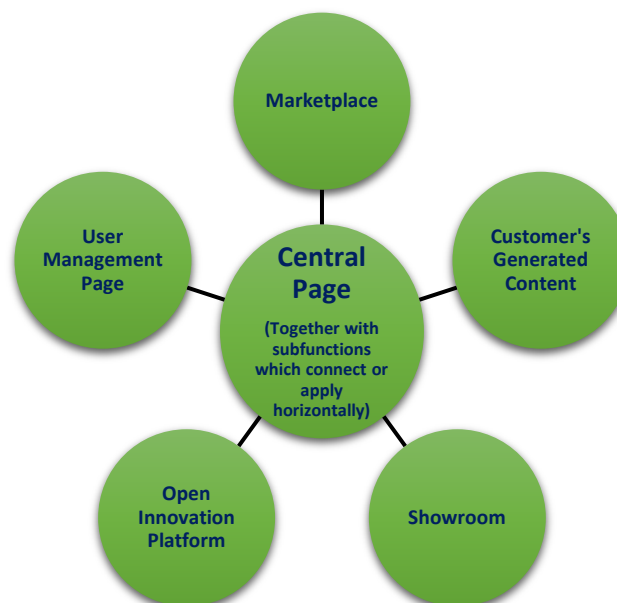 Marketplace
User
Management
Page
Customer's
Generated
Content
Central
Page
(Together with
subfunctions
which connect or
apply
horizontally)
Open
Innovation
Platform
Showroom